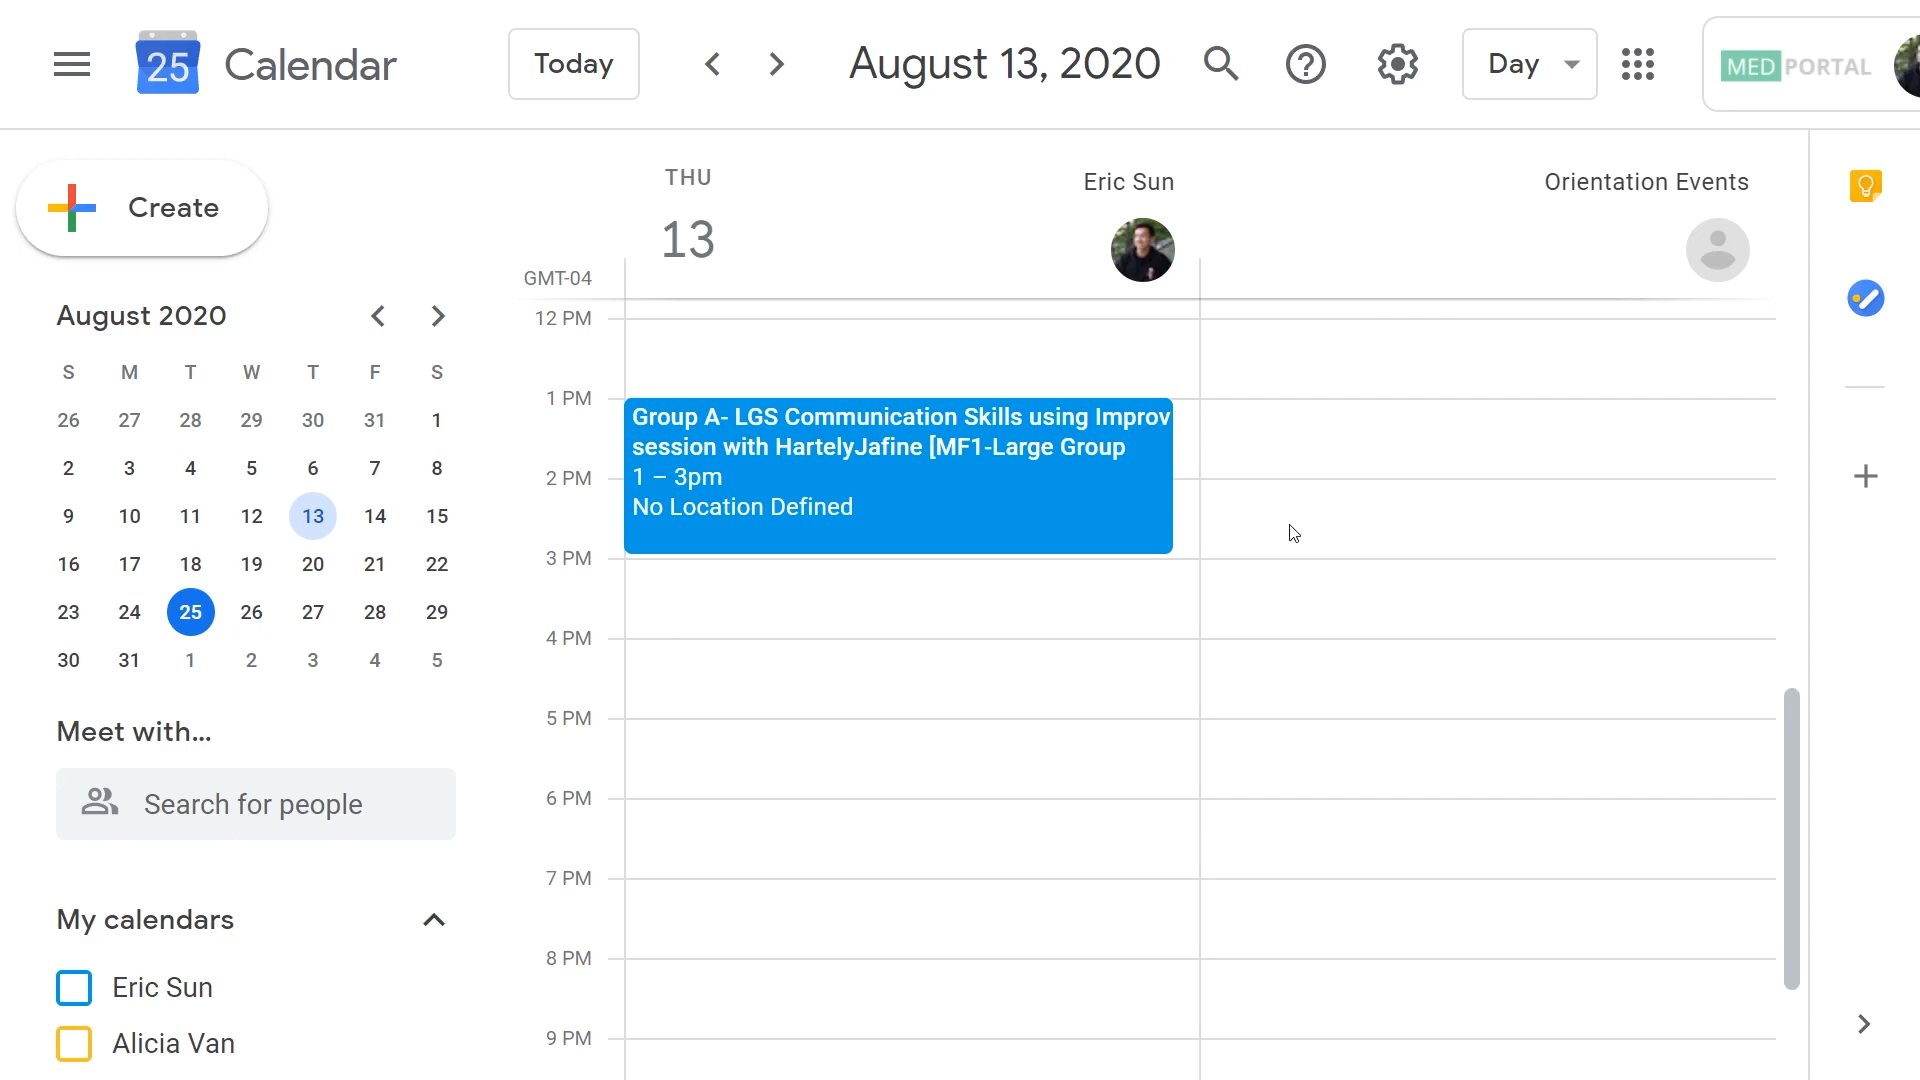 25 Calendar
Today
August 13, 2020
Day
MED PORTAL
Create
August 2020
S M T W T F S
26 27 28 29 30 31 1
2 3 4 5 6 7 8
9 10 11 12 13 14 15
16 17 18 19 20 21 22
23 24 25 26 27 28 29
30 31 1 2 3 4 5
Meet with...
Search for people
My calendars
Eric Sun
Alicia Van
THU
13
GMT-04
Eric Sun
Orientation Events
12 PM
1 PM
2 PM
3 PM
4 PM
5 PM
6 PM
7 PM
8 PM
9 PM
Group A- LGS Communication Skills using Improv
session with HartelyJafine [MF1-Large Group
1 – 3pm
No Location Defined